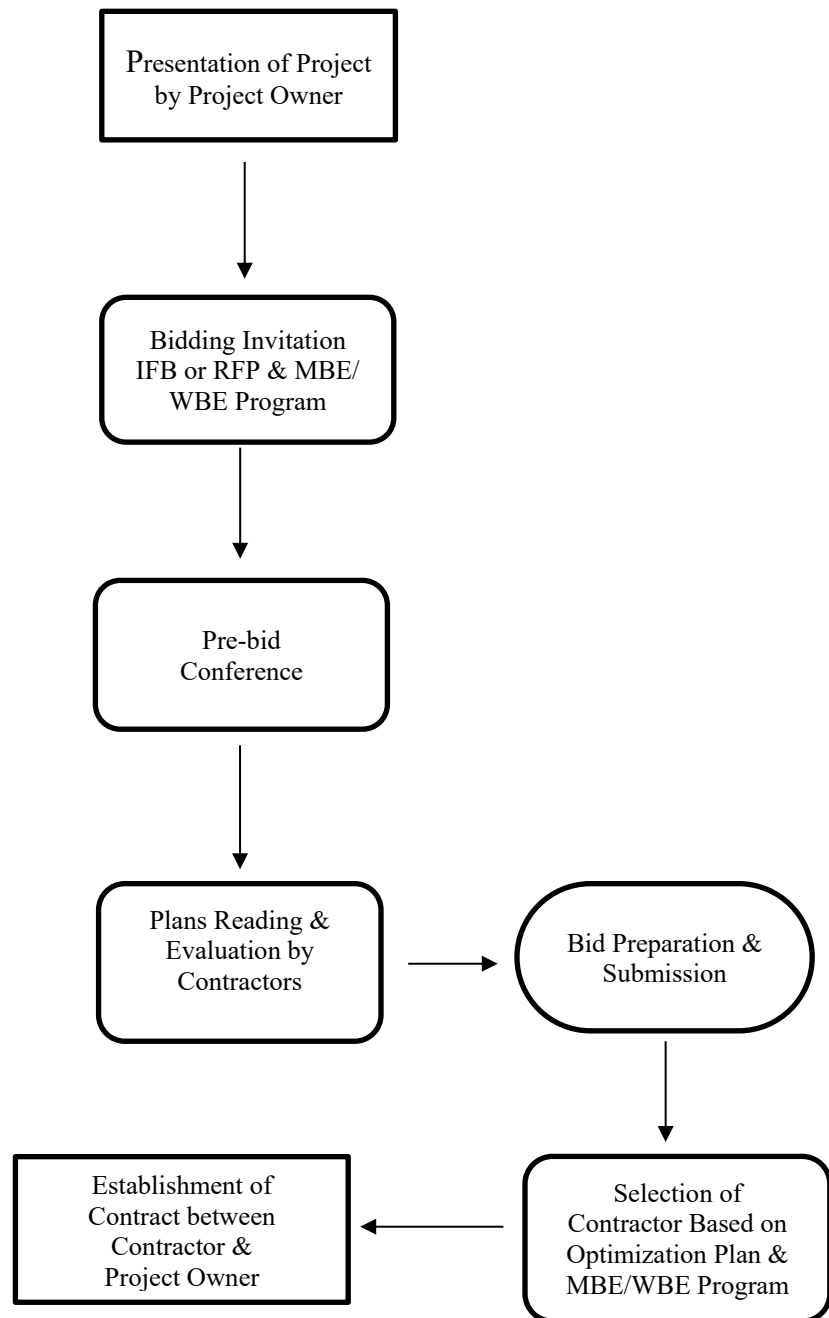 Presentation of Project
by Project Owner
Bidding Invitation
IFB or RFP & MBE/
WBE Program
Pre-bid
Conference
Plans Reading &
Evaluation by
Contractors
Bid Preparation &
Submission
Selection of
Contractor Based on
Optimization Plan &
MBE/WBE Program
Establishment of
Contract between
Contractor &
Project Owner